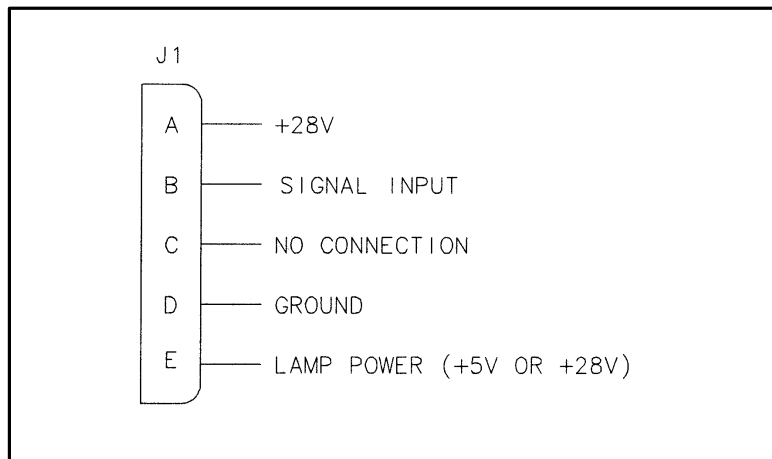 J1
A +28V
B SIGNAL INPUT
C NO CONNECTION
D GROUND
E LAMP POWER (+5V OR +28V)